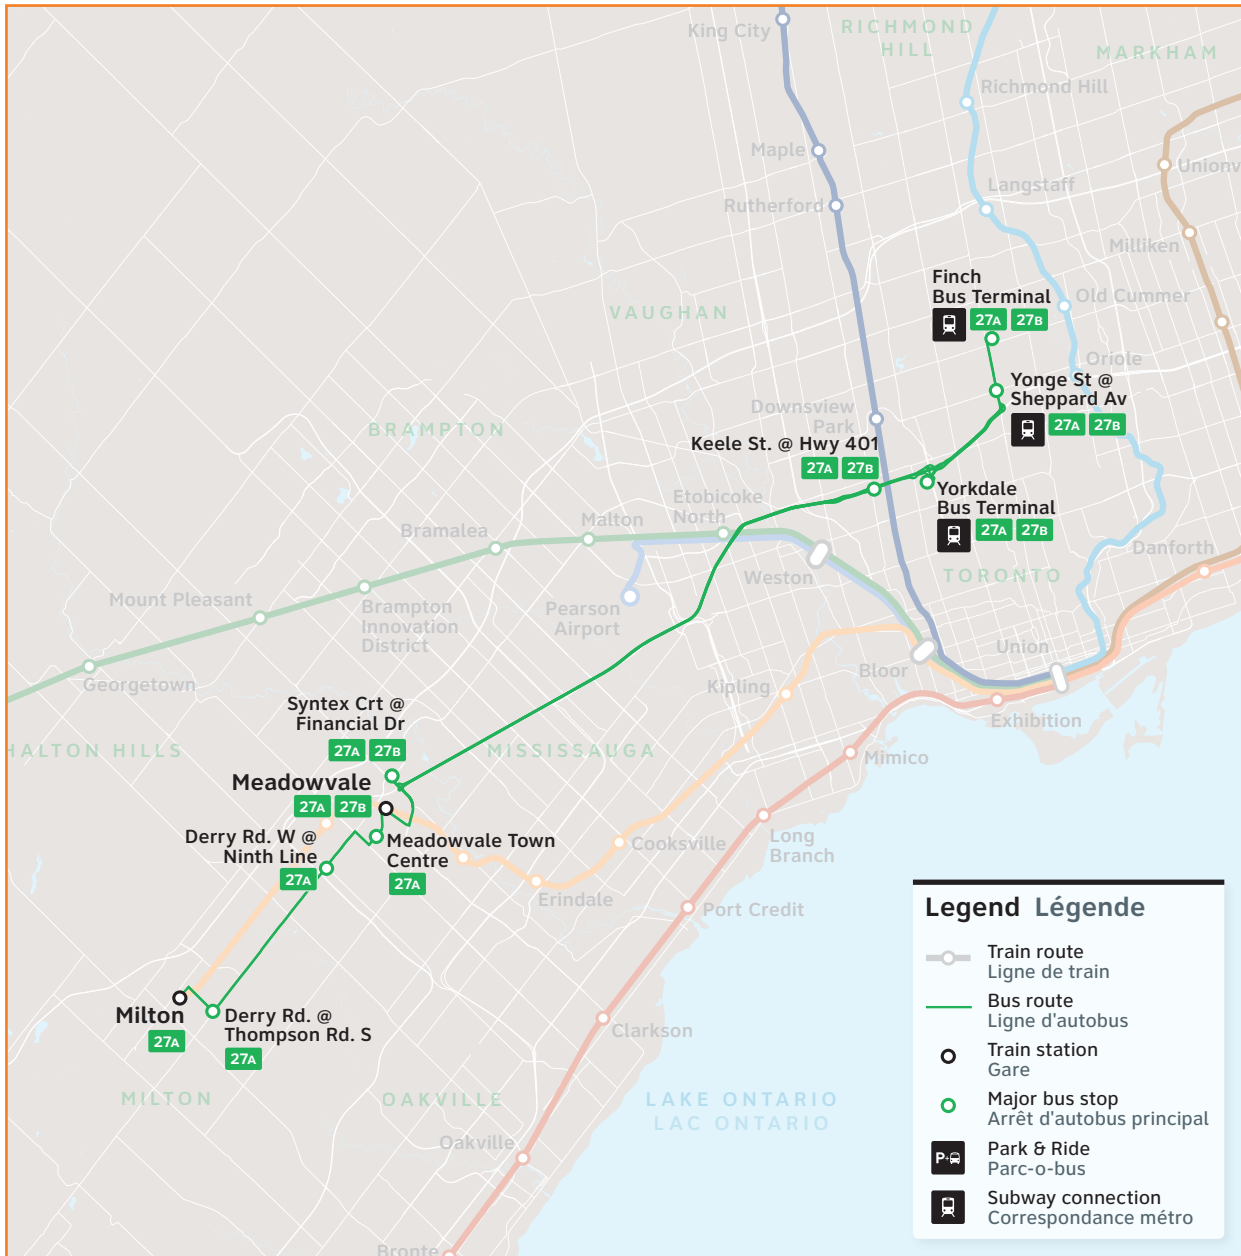 King City
RICHMOND
HILL
MARKHAM
Richmond Hill
Maple
Unionv
Langstaff
Rutherford
Milliken
Finch
Bus Terminal
27A 27B
Old Cummer
VAUGHAN
Oriole
Yonge St @
Sheppard Av
27A 27B
Downsview
Park
BRAMPTON
Keele St. @ Hwy 401
27A 27B
Yorkdale
Bus Terminal
27A 27B
Etobicoke
North
Malton
Bramalea
Danforth
Weston
TORONTO
Mount Pleasant
Brampton
Innovation
District
Pearson
Airport
Union
Bloor
Georgetown
Kipling
Exhibition
Syntex Crt @
Financial Dr
27A 27B
HALTON HILLS
MISSISSAUGA
Mimico
Meadowvale
27A 27B
Derry Rd. W @
Ninth Line
27A
Meadowvale Town
Centre
27A
Cooksville
Long
Branch
Erindale
Port Credit
Milton
27A
Derry Rd. @
Thompson Rd. S
27A
Clarkson
MILTON
OAKVILLE
LAKE ONTARIO
LAC ONTARIO
Oakville
Bronte
Legend Légende
Train route
Ligne de train
Bus route
Ligne d'autobus
Train station
Gare
Major bus stop
Arrêt d'autobus principal
P+
Park & Ride
Parc-o-bus
Subway connection
Correspondance métro